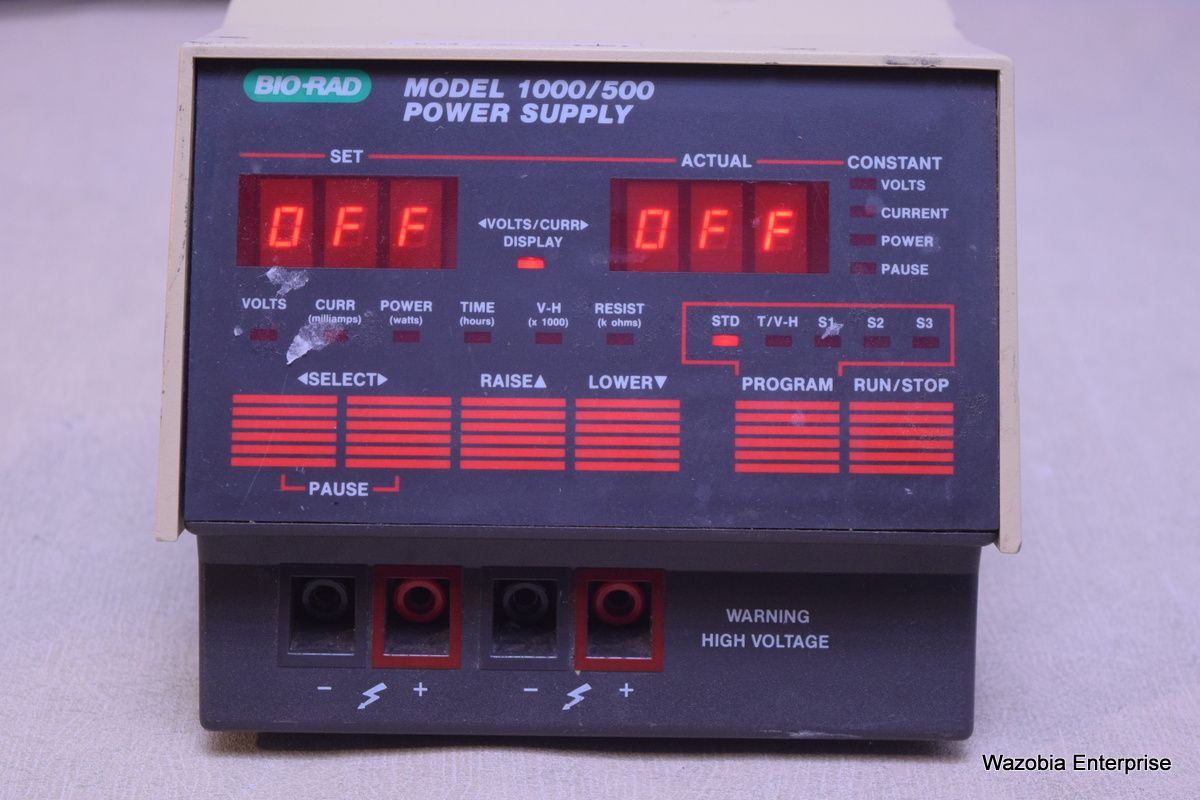 BIO-RAD
MODEL 1000/500
POWER SUPPLY
SET
ACTUAL
CONSTANT
OFF
◀VOLTS/CURR▶
DISPLAY
OFF
VOLTS
CURRENT
POWER
PAUSE
VOLTS
CURR
(milliamps)
POWER
(watts)
TIME
(hours)
V-H
(x 1000)
RESIST
(k ohms)
STD
T/V-H
S1
S2
S3
◀SELECT▶
RAISE▲
LOWER▼
PROGRAM
RUN/STOP
PAUSE
WARNING
HIGH VOLTAGE
− +
− +
Wazobia Enterprise